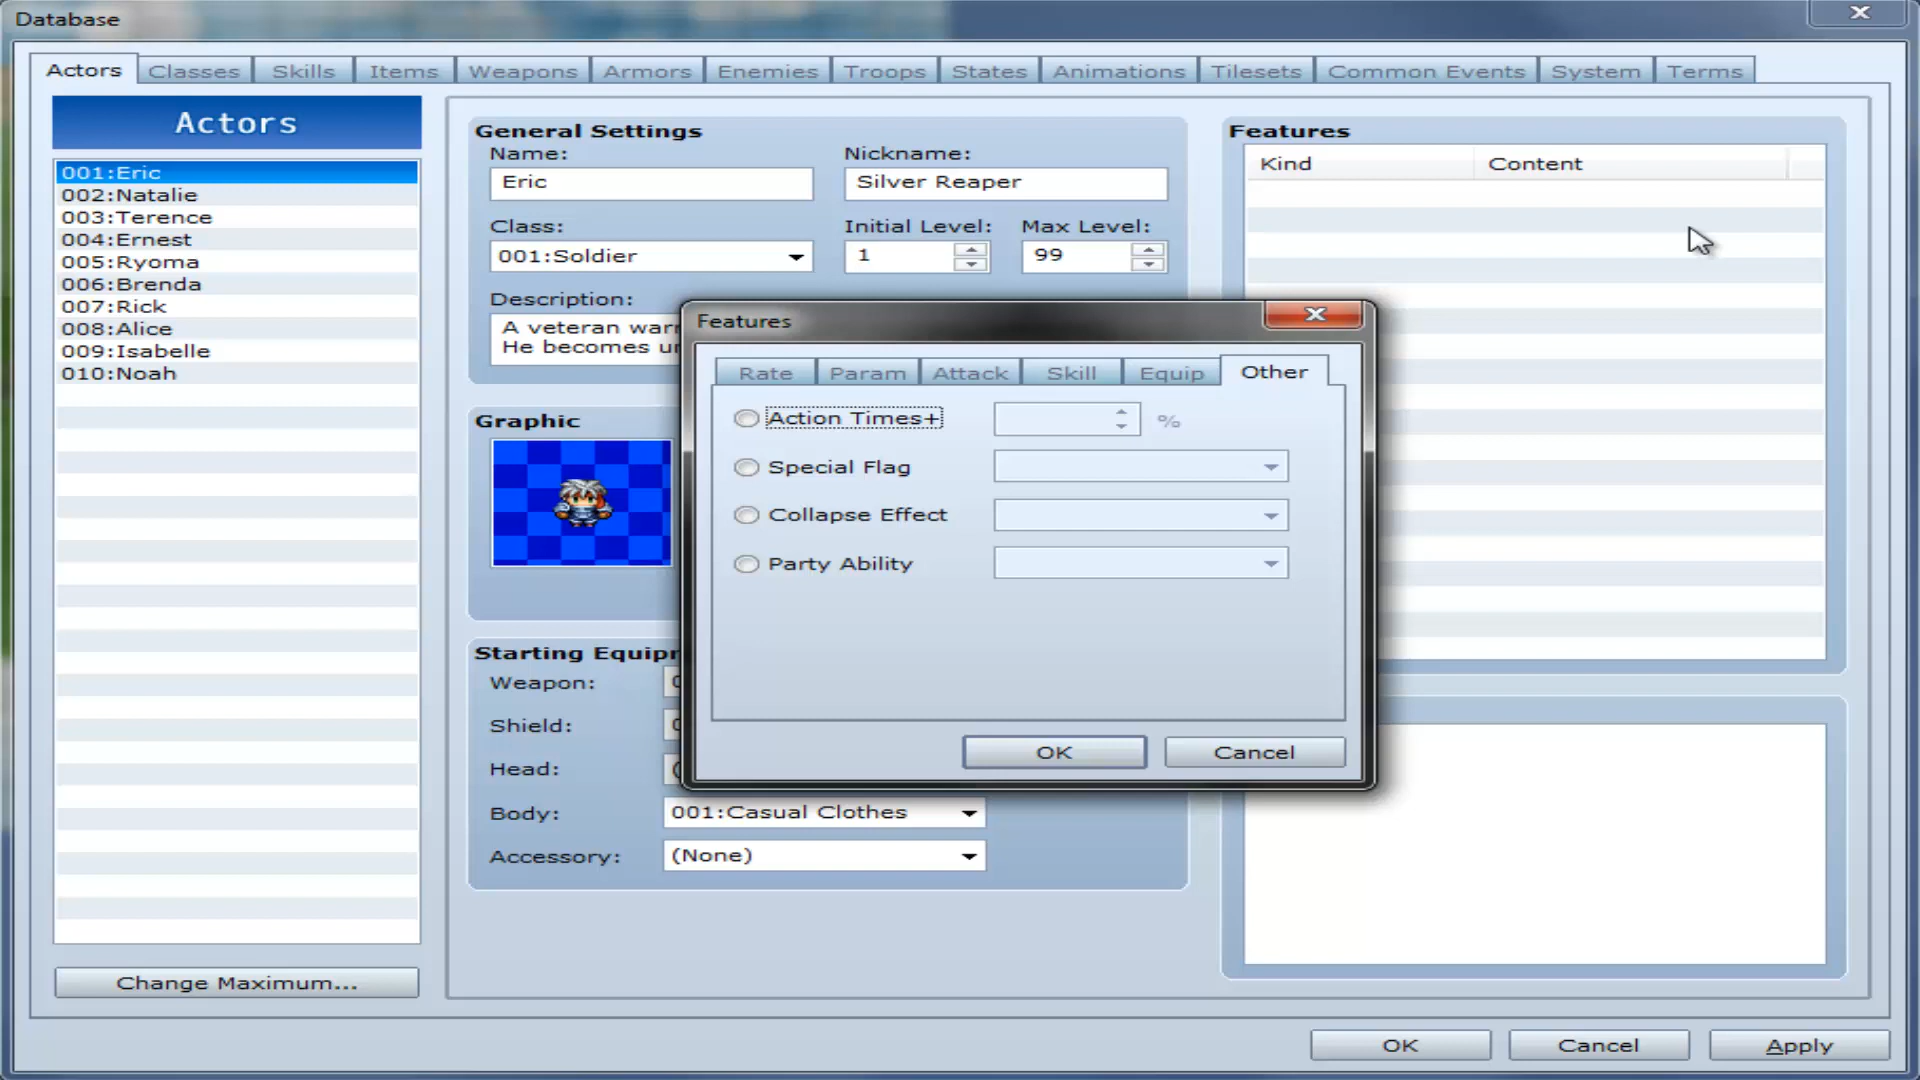 Database
Actors Classes Skills Items Weapons Armors Enemies Troops States Animations Tilesets Common Events System Terms
Actors
001:Eric
002:Natalie
003:Terence
004:Ernest
005:Ryoma
006:Brenda
007:Rick
008:Alice
009:Isabelle
010:Noah
Change Maximum...
General Settings
Name: Nickname:
Eric Silver Reaper
Class: Initial Level: Max Level:
001:Soldier 1 99
Description:
A veteran
He becomes
Graphic
Starting
Weapon:
Shield:
Head:
Body: 001:Casual Clothes
Accessory: (None)
Features
Kind Content
Features
Rate Param Attack Skill Equip Other
Action Times+ %
Special Flag
Collapse Effect
Party Ability
OK Cancel
OK Cancel Apply